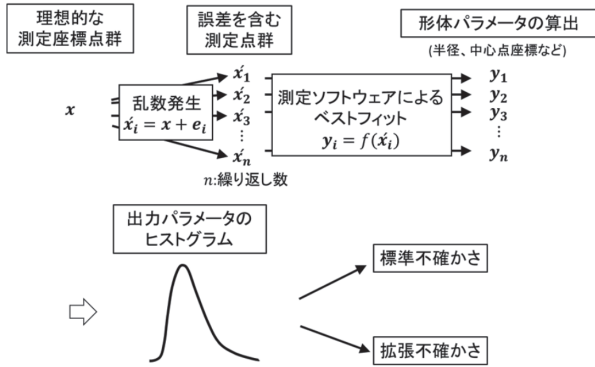 理想的な
測定座標点群
誤差を含む
測定点群
形体パラメータの算出
(半径、中心点座標など)
x
乱数発生
x́ᵢ = x + eᵢ
x́₁
x́₂
x́₃
⋮
x́ₙ
n:繰り返し数
測定ソフトウェアによる
ベストフィット
yᵢ = f(x́ᵢ)
y₁
y₂
y₃
⋮
yₙ
出力パラメータの
ヒストグラム
標準不確かさ
拡張不確かさ